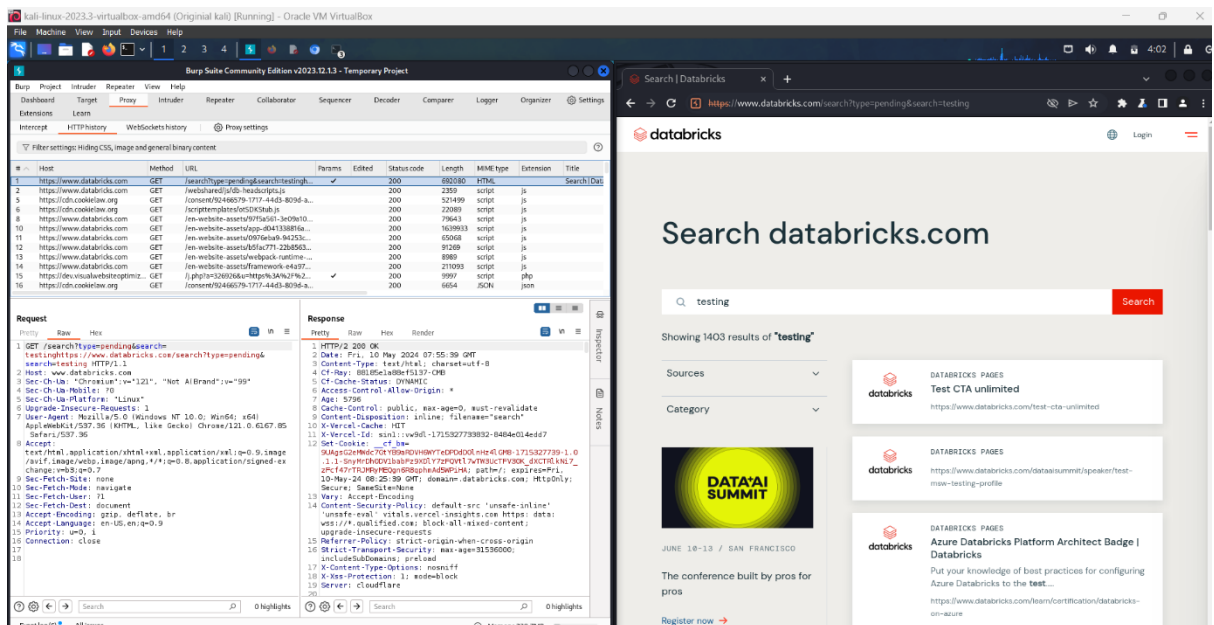 kali-linux-2023.3-virtualbox-amd64 (Originial kali) [Running] - Oracle VM VirtualBox
File Machine View Input Devices Help
1 2 3 4
4:02
Burp Suite Community Edition v2023.12.1.3 - Temporary Project
Burp Project Intruder Repeater View Help
Dashboard Target Proxy Intruder Repeater Collaborator Sequencer Decoder Comparer Logger Organizer Settings
Extensions Learn
Intercept HTTP history WebSockets history Proxy settings
Filter settings: Hiding CSS, image and general binary content
# Host Method URL Params Edited Status code Length MIME type Extension Title
1 https://www.databricks.com GET /search?type=pending&search=testingh... ✓ 200 692080 HTML Search | Dat
2 https://www.databricks.com GET /webshared/js/db-headscripts.js 200 2359 script js
5 https://cdn.cookielaw.org GET /consent/92466579-1717-44d3-809d-a... 200 521499 script js
6 https://cdn.cookielaw.org GET /scripttemplates/otSDKStub.js 200 22089 script js
8 https://www.databricks.com GET /en-website-assets/97f5a561-3e09a10... 200 79643 script js
10 https://www.databricks.com GET /en-website-assets/app-d041338816a... 200 1639933 script js
11 https://www.databricks.com GET /en-website-assets/0976eba9-94253c... 200 65068 script js
12 https://www.databricks.com GET /en-website-assets/b5fac771-22b8563... 200 91269 script js
13 https://www.databricks.com GET /en-website-assets/webpack-runtime-... 200 8989 script js
14 https://www.databricks.com GET /en-website-assets/framework-e4a97... 200 211093 script js
15 https://dev.visualwebsiteoptimiz... GET /j.php?a=326926&u=https%3A%2F%2... ✓ 200 9997 script php
16 https://cdn.cookielaw.org GET /consent/92466579-1717-44d3-809d-a... 200 6654 JSON json
Request
Pretty Raw Hex
1 GET /search?type=pending&search=
testinghttps://www.databricks.com/search?type=pending&
search=testing HTTP/1.1
2 Host: www.databricks.com
3 Sec-Ch-Ua: "Chromium";v="121", "Not A(Brand";v="99"
4 Sec-Ch-Ua-Mobile: ?0
5 Sec-Ch-Ua-Platform: "Linux"
6 Upgrade-Insecure-Requests: 1
7 User-Agent: Mozilla/5.0 (Windows NT 10.0; Win64; x64)
AppleWebKit/537.36 (KHTML, like Gecko) Chrome/121.0.6167.85
Safari/537.36
8 Accept:
text/html,application/xhtml+xml,application/xml;q=0.9,image
/avif,image/webp,image/apng,*/*;q=0.8,application/signed-ex
change;v=b3;q=0.7
9 Sec-Fetch-Site: none
10 Sec-Fetch-Mode: navigate
11 Sec-Fetch-User: ?1
12 Sec-Fetch-Dest: document
13 Accept-Encoding: gzip, deflate, br
14 Accept-Language: en-US,en;q=0.9
15 Priority: u=0, i
16 Connection: close
17
18
Search 0 highlights
Response
Pretty Raw Hex Render
1 HTTP/2 200 OK
2 Date: Fri, 10 May 2024 07:55:39 GMT
3 Content-Type: text/html; charset=utf-8
4 Cf-Ray: 88185e1a88ef5137-CMB
5 Cf-Cache-Status: DYNAMIC
6 Access-Control-Allow-Origin: *
7 Age: 5796
8 Cache-Control: public, max-age=0, must-revalidate
9 Content-Disposition: inline; filename="search"
10 X-Vercel-Cache: HIT
11 X-Vercel-Id: sin1::vw9dl-1715327733832-8484e014edd7
12 Set-Cookie: __cf_bm=
10-May-24 08:25:39 GMT; domain=.databricks.com; HttpOnly;
Secure; SameSite=None
13 Vary: Accept-Encoding
14 Content-Security-Policy: default-src 'unsafe-inline'
'unsafe-eval' vitals.vercel-insights.com https: data:
wss://*.qualified.com; block-all-mixed-content;
upgrade-insecure-requests
15 Referrer-Policy: strict-origin-when-cross-origin
16 Strict-Transport-Security: max-age=31536000;
includeSubDomains; preload
17 X-Content-Type-Options: nosniff
18 X-Xss-Protection: 1; mode=block
19 Server: cloudflare
20
Search 0 highlights
Inspector
Notes
Search | Databricks
https://www.databricks.com/search?type=pending&search=testing
databricks
Login
Search databricks.com
testing
Search
Showing 1403 results of "testing"
Sources
Category
DATA+AI
SUMMIT
JUNE 10-13 / SAN FRANCISCO
The conference built by pros for
pros
Register now →
databricks
DATABRICKS PAGES
Test CTA unlimited
https://www.databricks.com/test-cta-unlimited
databricks
DATABRICKS PAGES
https://www.databricks.com/dataaisummit/speaker/test-
msw-testing-profile
databricks
DATABRICKS PAGES
Azure Databricks Platform Architect Badge |
Databricks
Put your knowledge of best practices for configuring
Azure Databricks to the test....
https://www.databricks.com/learn/certification/databricks-
on-azure